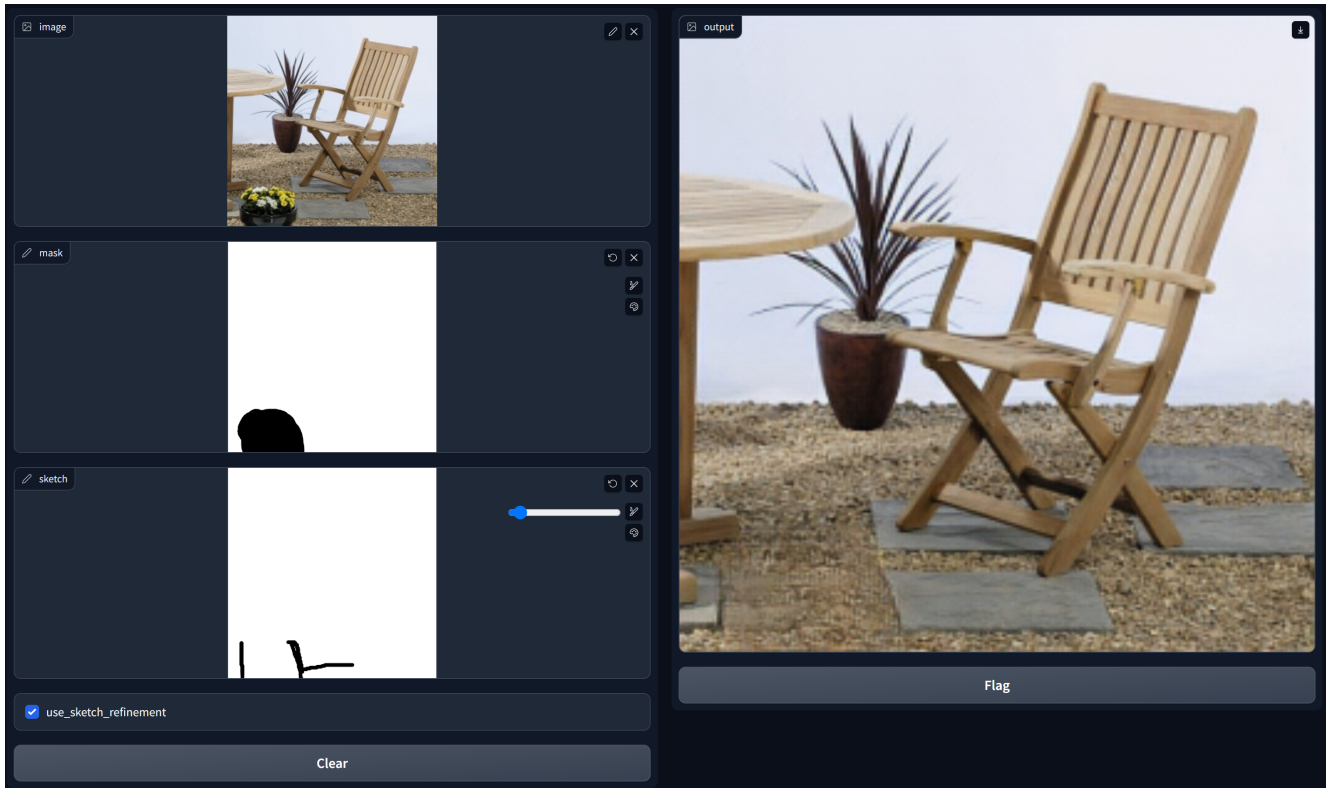 image
mask
sketch
use_sketch_refinement
Clear
output
Flag